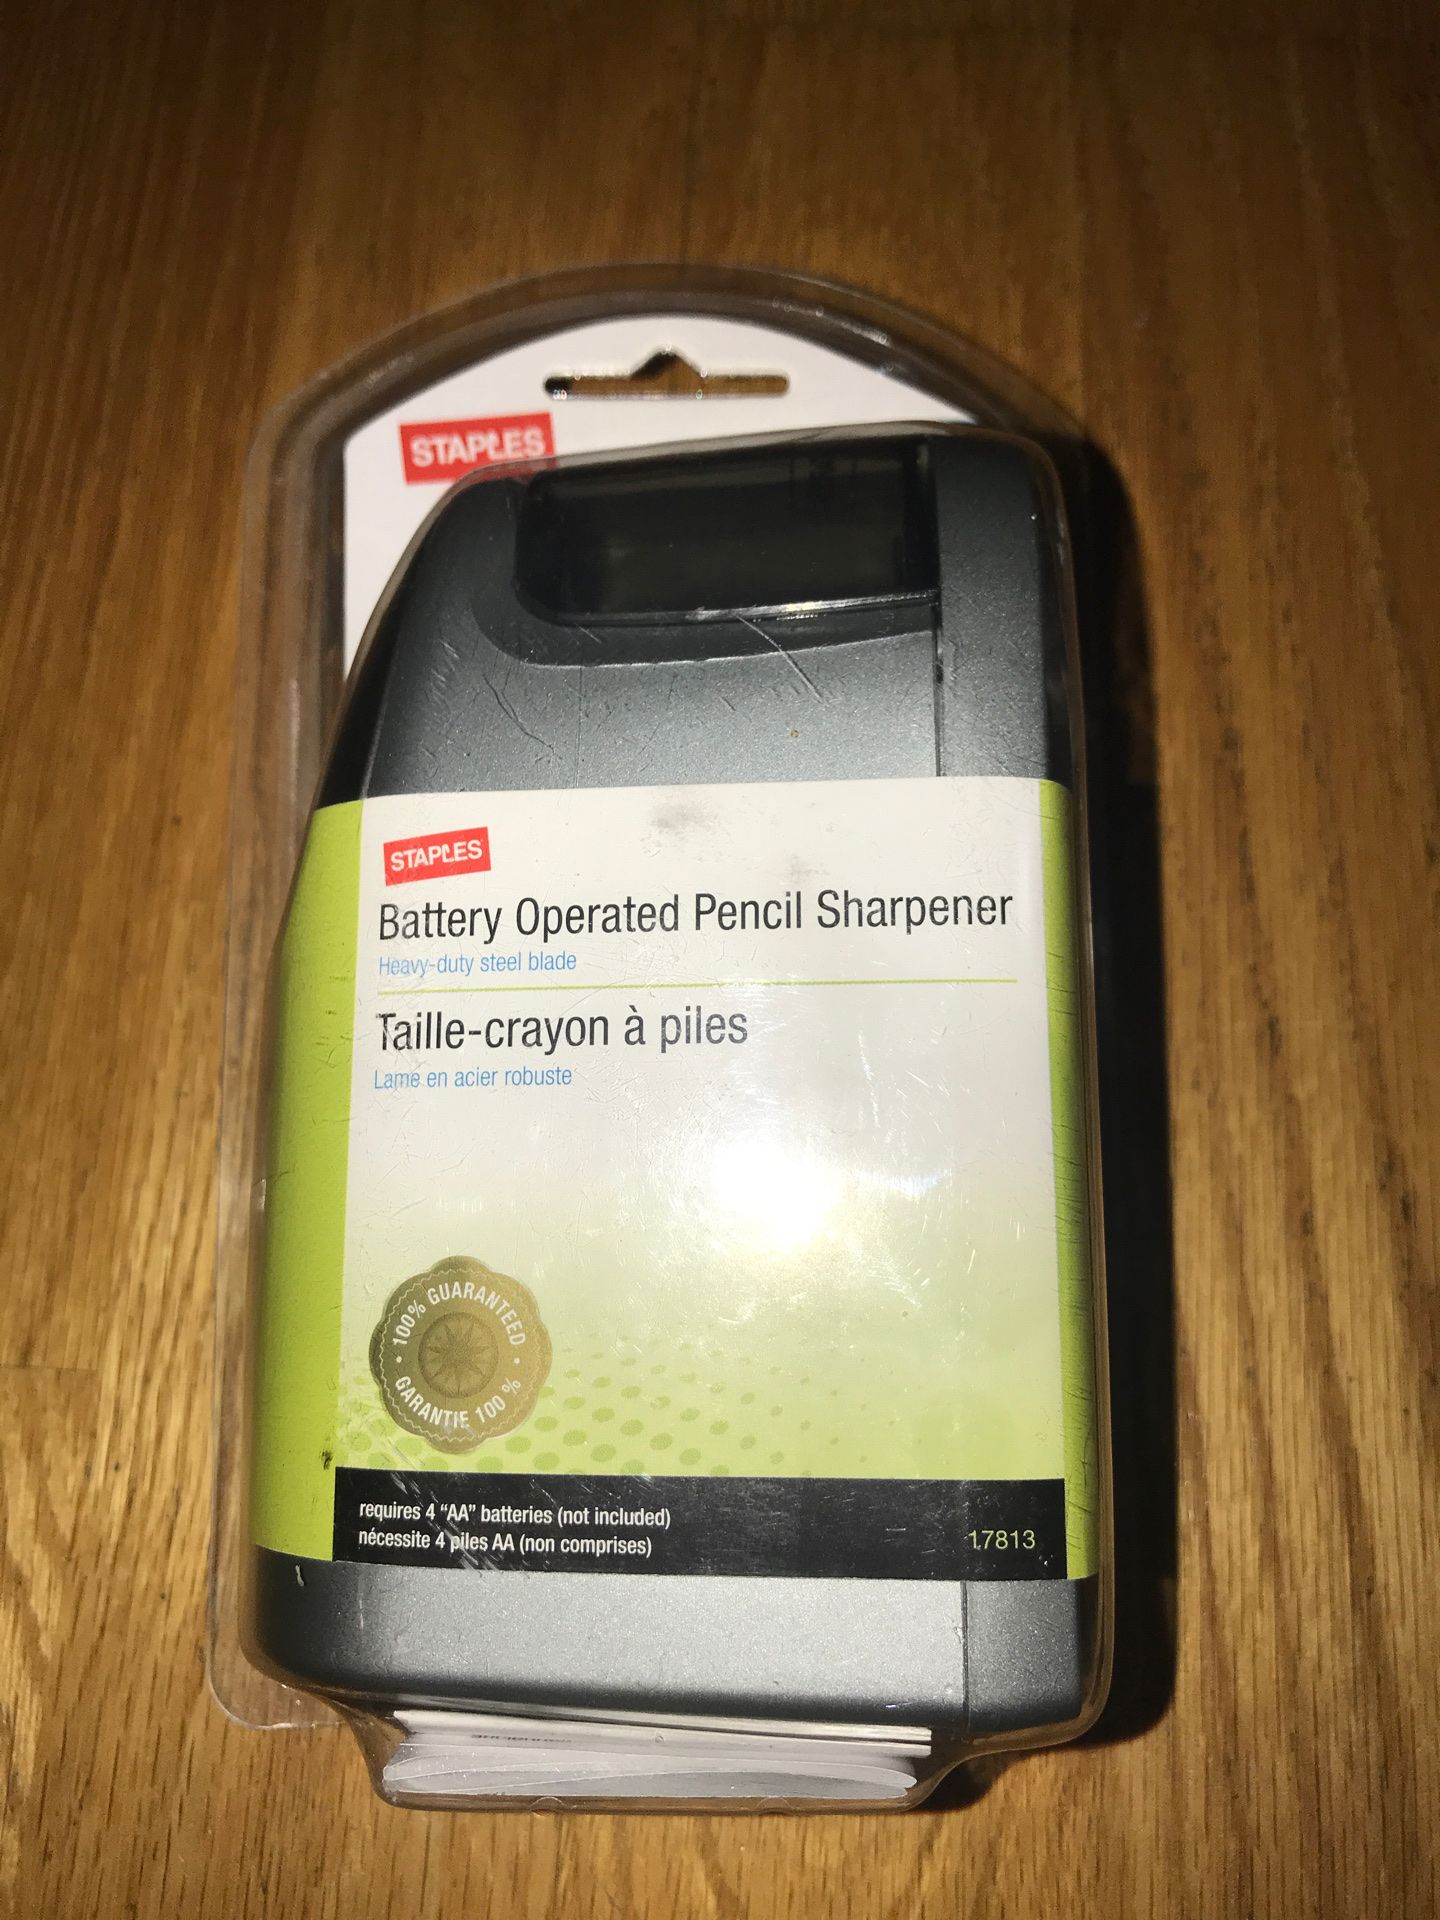 STAPLES
STAPLES
Battery Operated Pencil Sharpener
Heavy-duty steel blade
Taille-crayon à piles
Lame en acier robuste
100% GUARANTEED
GARANTIE 100 %
requires 4 “AA” batteries (not included)
nécessite 4 piles AA (non comprises)
17813